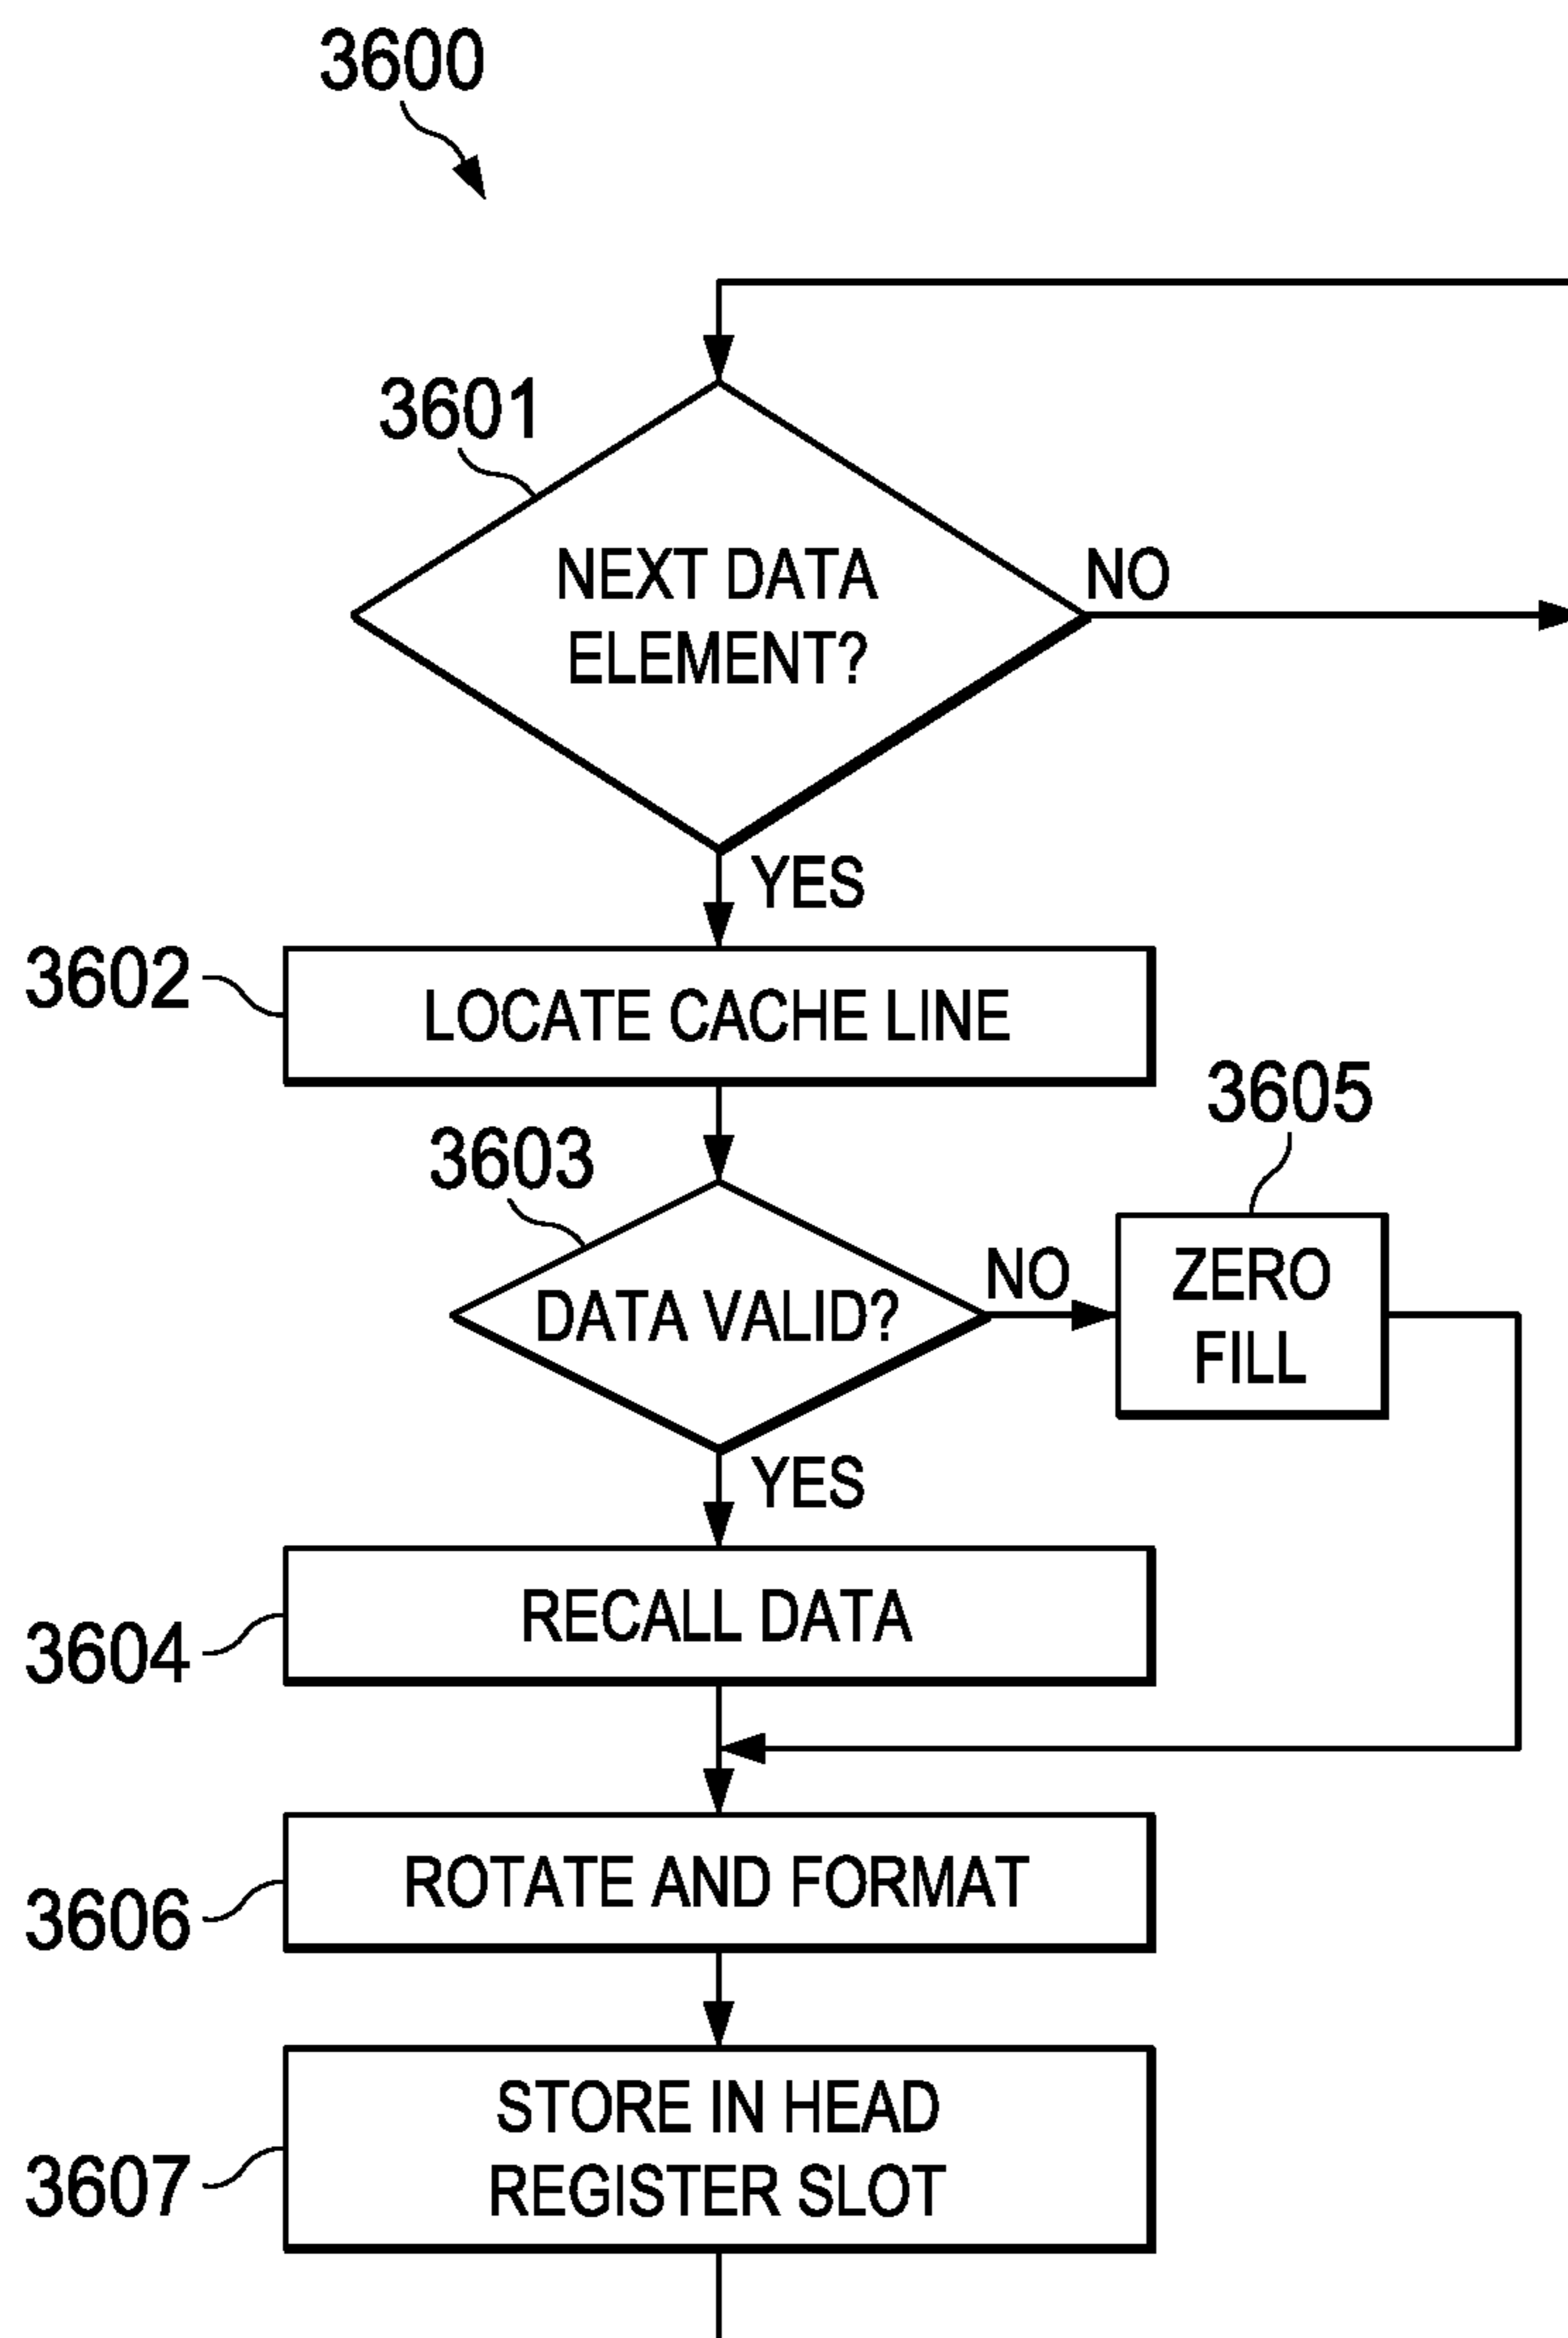 3600
3601
NEXT DATA
ELEMENT?
NO
YES
3602
LOCATE CACHE LINE
3603
DATA VALID?
NO
3605
ZERO
FILL
YES
3604
RECALL DATA
3606
ROTATE AND FORMAT
3607
STORE IN HEAD
REGISTER SLOT